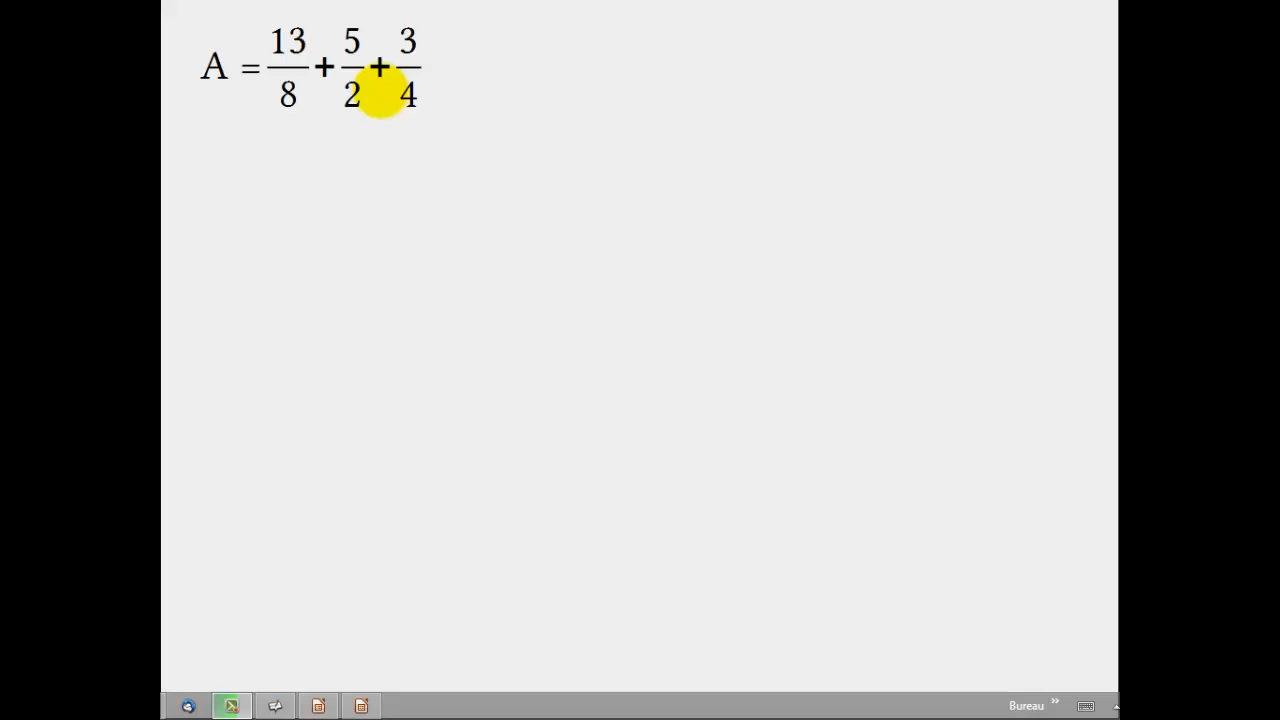 A = 13/8 + 5/2 + 3/4
Bureau »